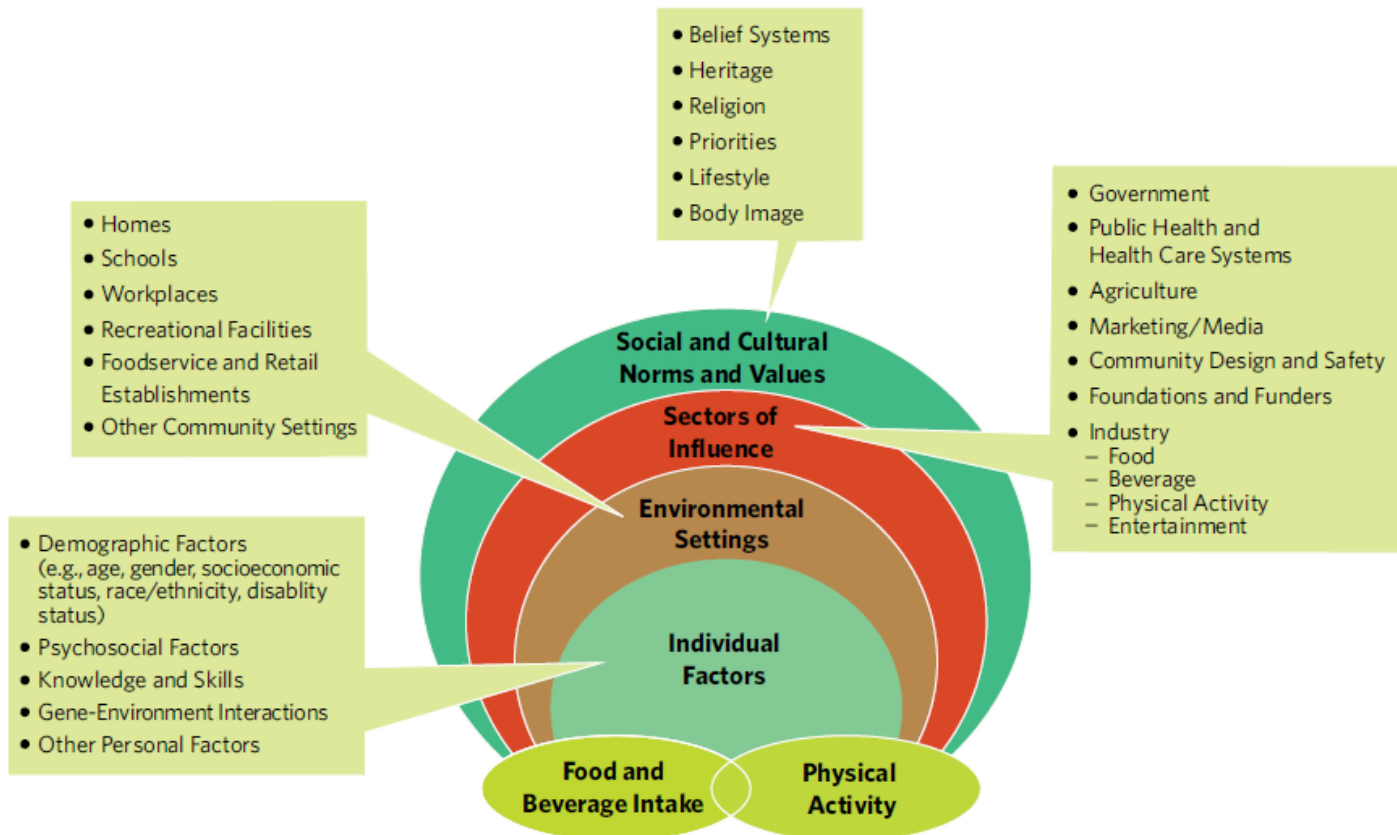 • Belief Systems
• Heritage
• Religion
• Priorities
• Lifestyle
• Body Image
• Homes
• Schools
• Workplaces
• Recreational Facilities
• Foodservice and Retail
Establishments
• Other Community Settings
• Government
• Public Health and
Health Care Systems
• Agriculture
• Marketing/Media
• Community Design and Safety
• Foundations and Funders
• Industry
– Food
– Beverage
– Physical Activity
– Entertainment
• Demographic Factors
(e.g., age, gender, socioeconomic
status, race/ethnicity, disablity
status)
• Psychosocial Factors
• Knowledge and Skills
• Gene-Environment Interactions
• Other Personal Factors
Social and Cultural
Norms and Values
Sectors of
Influence
Environmental
Settings
Individual
Factors
Food and
Beverage Intake
Physical
Activity